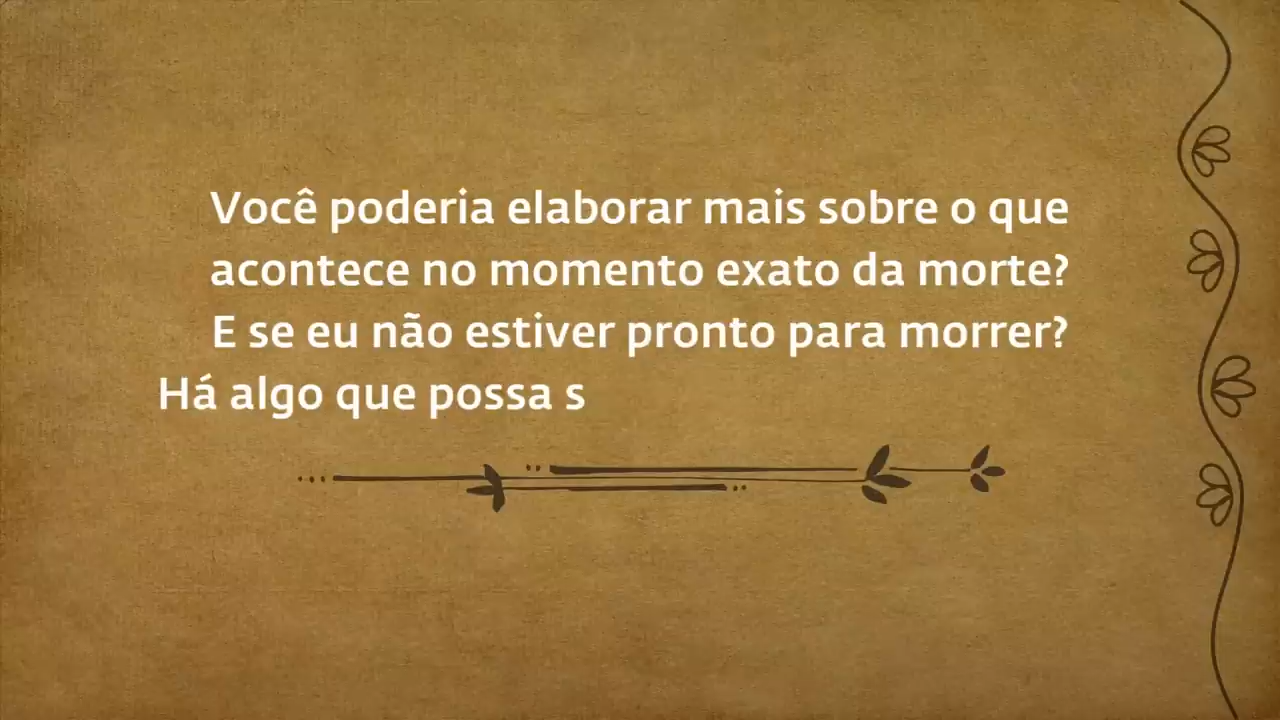 Você poderia elaborar mais sobre o que
acontece no momento exato da morte?
E se eu não estiver pronto para morrer?
Há algo que possa s